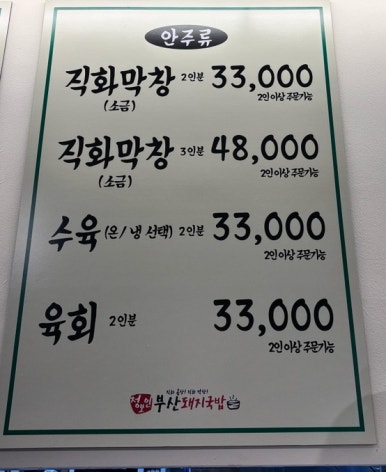 안주류
직화막창 2인분 33,000
(소금) 2인이상 주문가능
직화막창 3인분 48,000
(소금) 2인이상 주문가능
수육 (온/냉 선택) 2인분 33,000
2인이상 주문가능
육회 2인분 33,000
2인이상 주문가능
부산돼지국밥